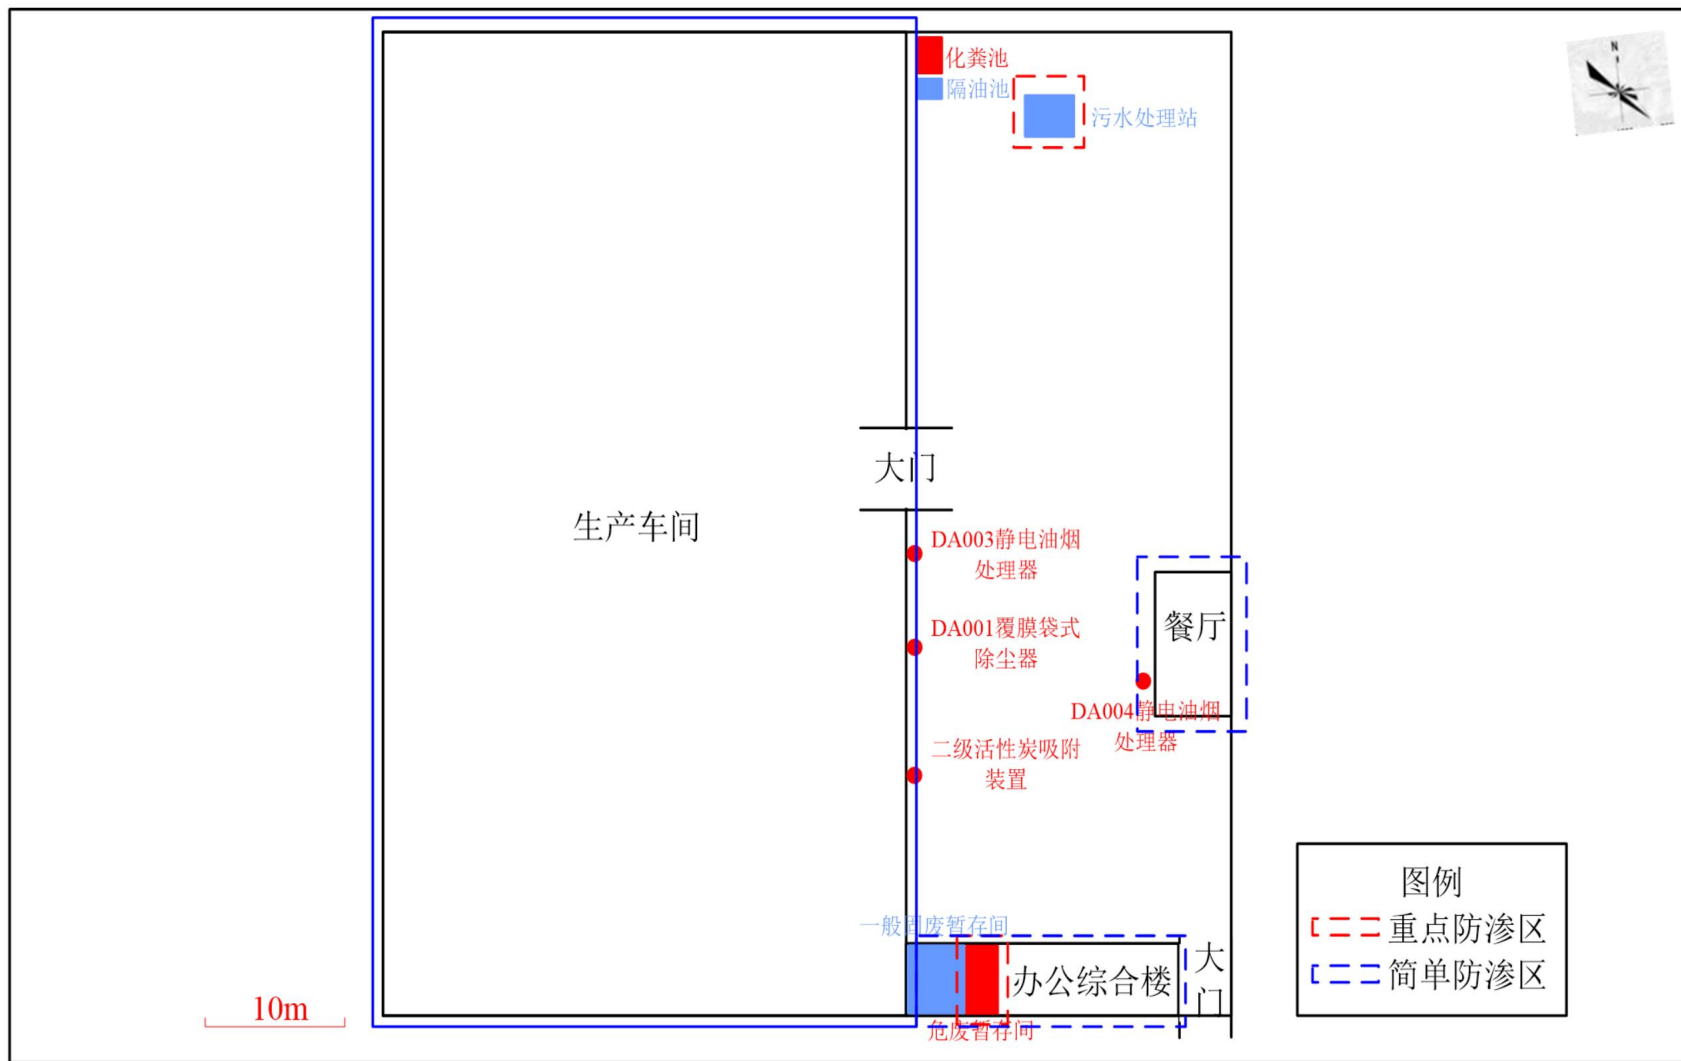 N
化粪池
隔油池
污水处理站
大门
生产车间
DA003静电油烟
处理器
DA001覆膜袋式
除尘器
餐厅
DA004静电油烟
处理器
二级活性炭吸附
装置
一般固废暂存间
办公综合楼
大
门
危废暂存间
10m
图例
重点防渗区
简单防渗区